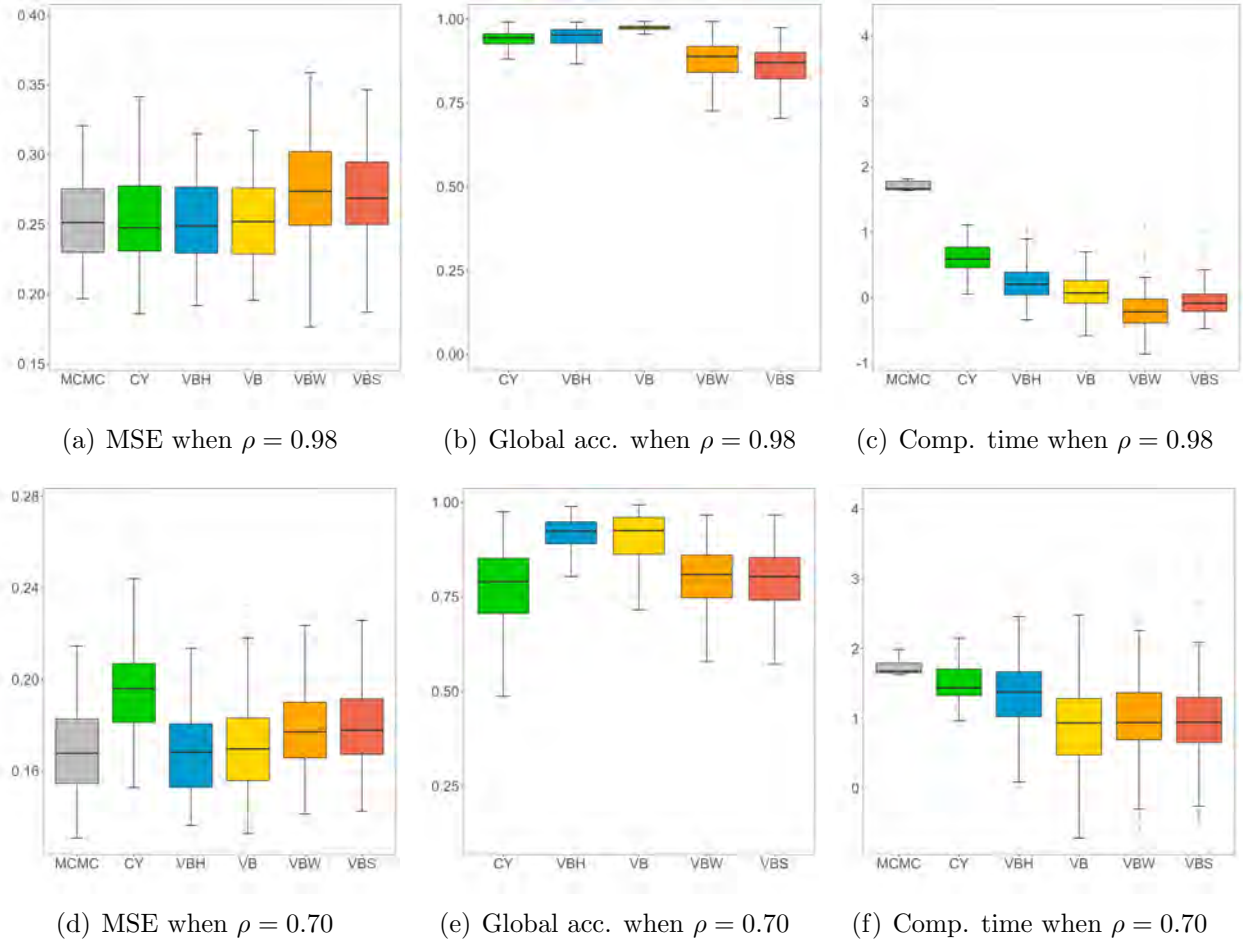 0.40
0.35
0.30
0.25
0.20
0.15
MCMC CY VBH VB VBW VBS
(a) MSE when ρ = 0.98
1.00
0.75
0.50
0.25
0.00
CY VBH VB VBW VBS
(b) Global acc. when ρ = 0.98
4
3
2
1
0
-1
MCMC CY VBH VB VBW VBS
(c) Comp. time when ρ = 0.98
0.28
0.24
0.20
0.16
MCMC CY VBH VB VBW VBS
(d) MSE when ρ = 0.70
1.00
0.75
0.50
0.25
CY VBH VB VBW VBS
(e) Global acc. when ρ = 0.70
4
3
2
1
0
MCMC CY VBH VB VBW VBS
(f) Comp. time when ρ = 0.70